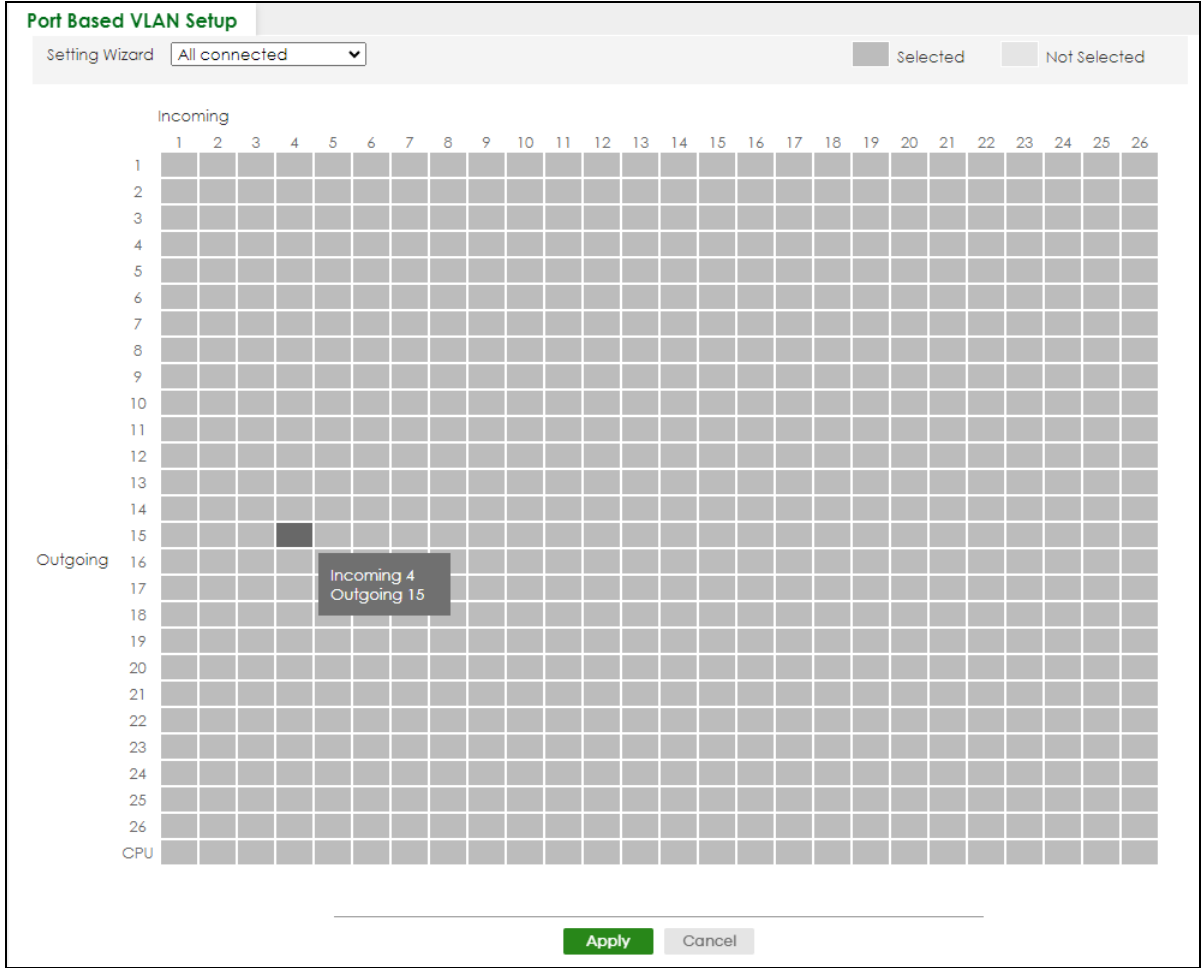 Port Based VLAN Setup
Setting Wizard All connected Selected Not Selected
Incoming
1 2 3 4 5 6 7 8 9 10 11 12 13 14 15 16 17 18 19 20 21 22 23 24 25 26
1
2
3
4
5
6
7
8
9
10
11
12
13
14
15
Outgoing 16
Incoming 4
17
Outgoing 15
18
19
20
21
22
23
24
25
26
CPU
Apply Cancel